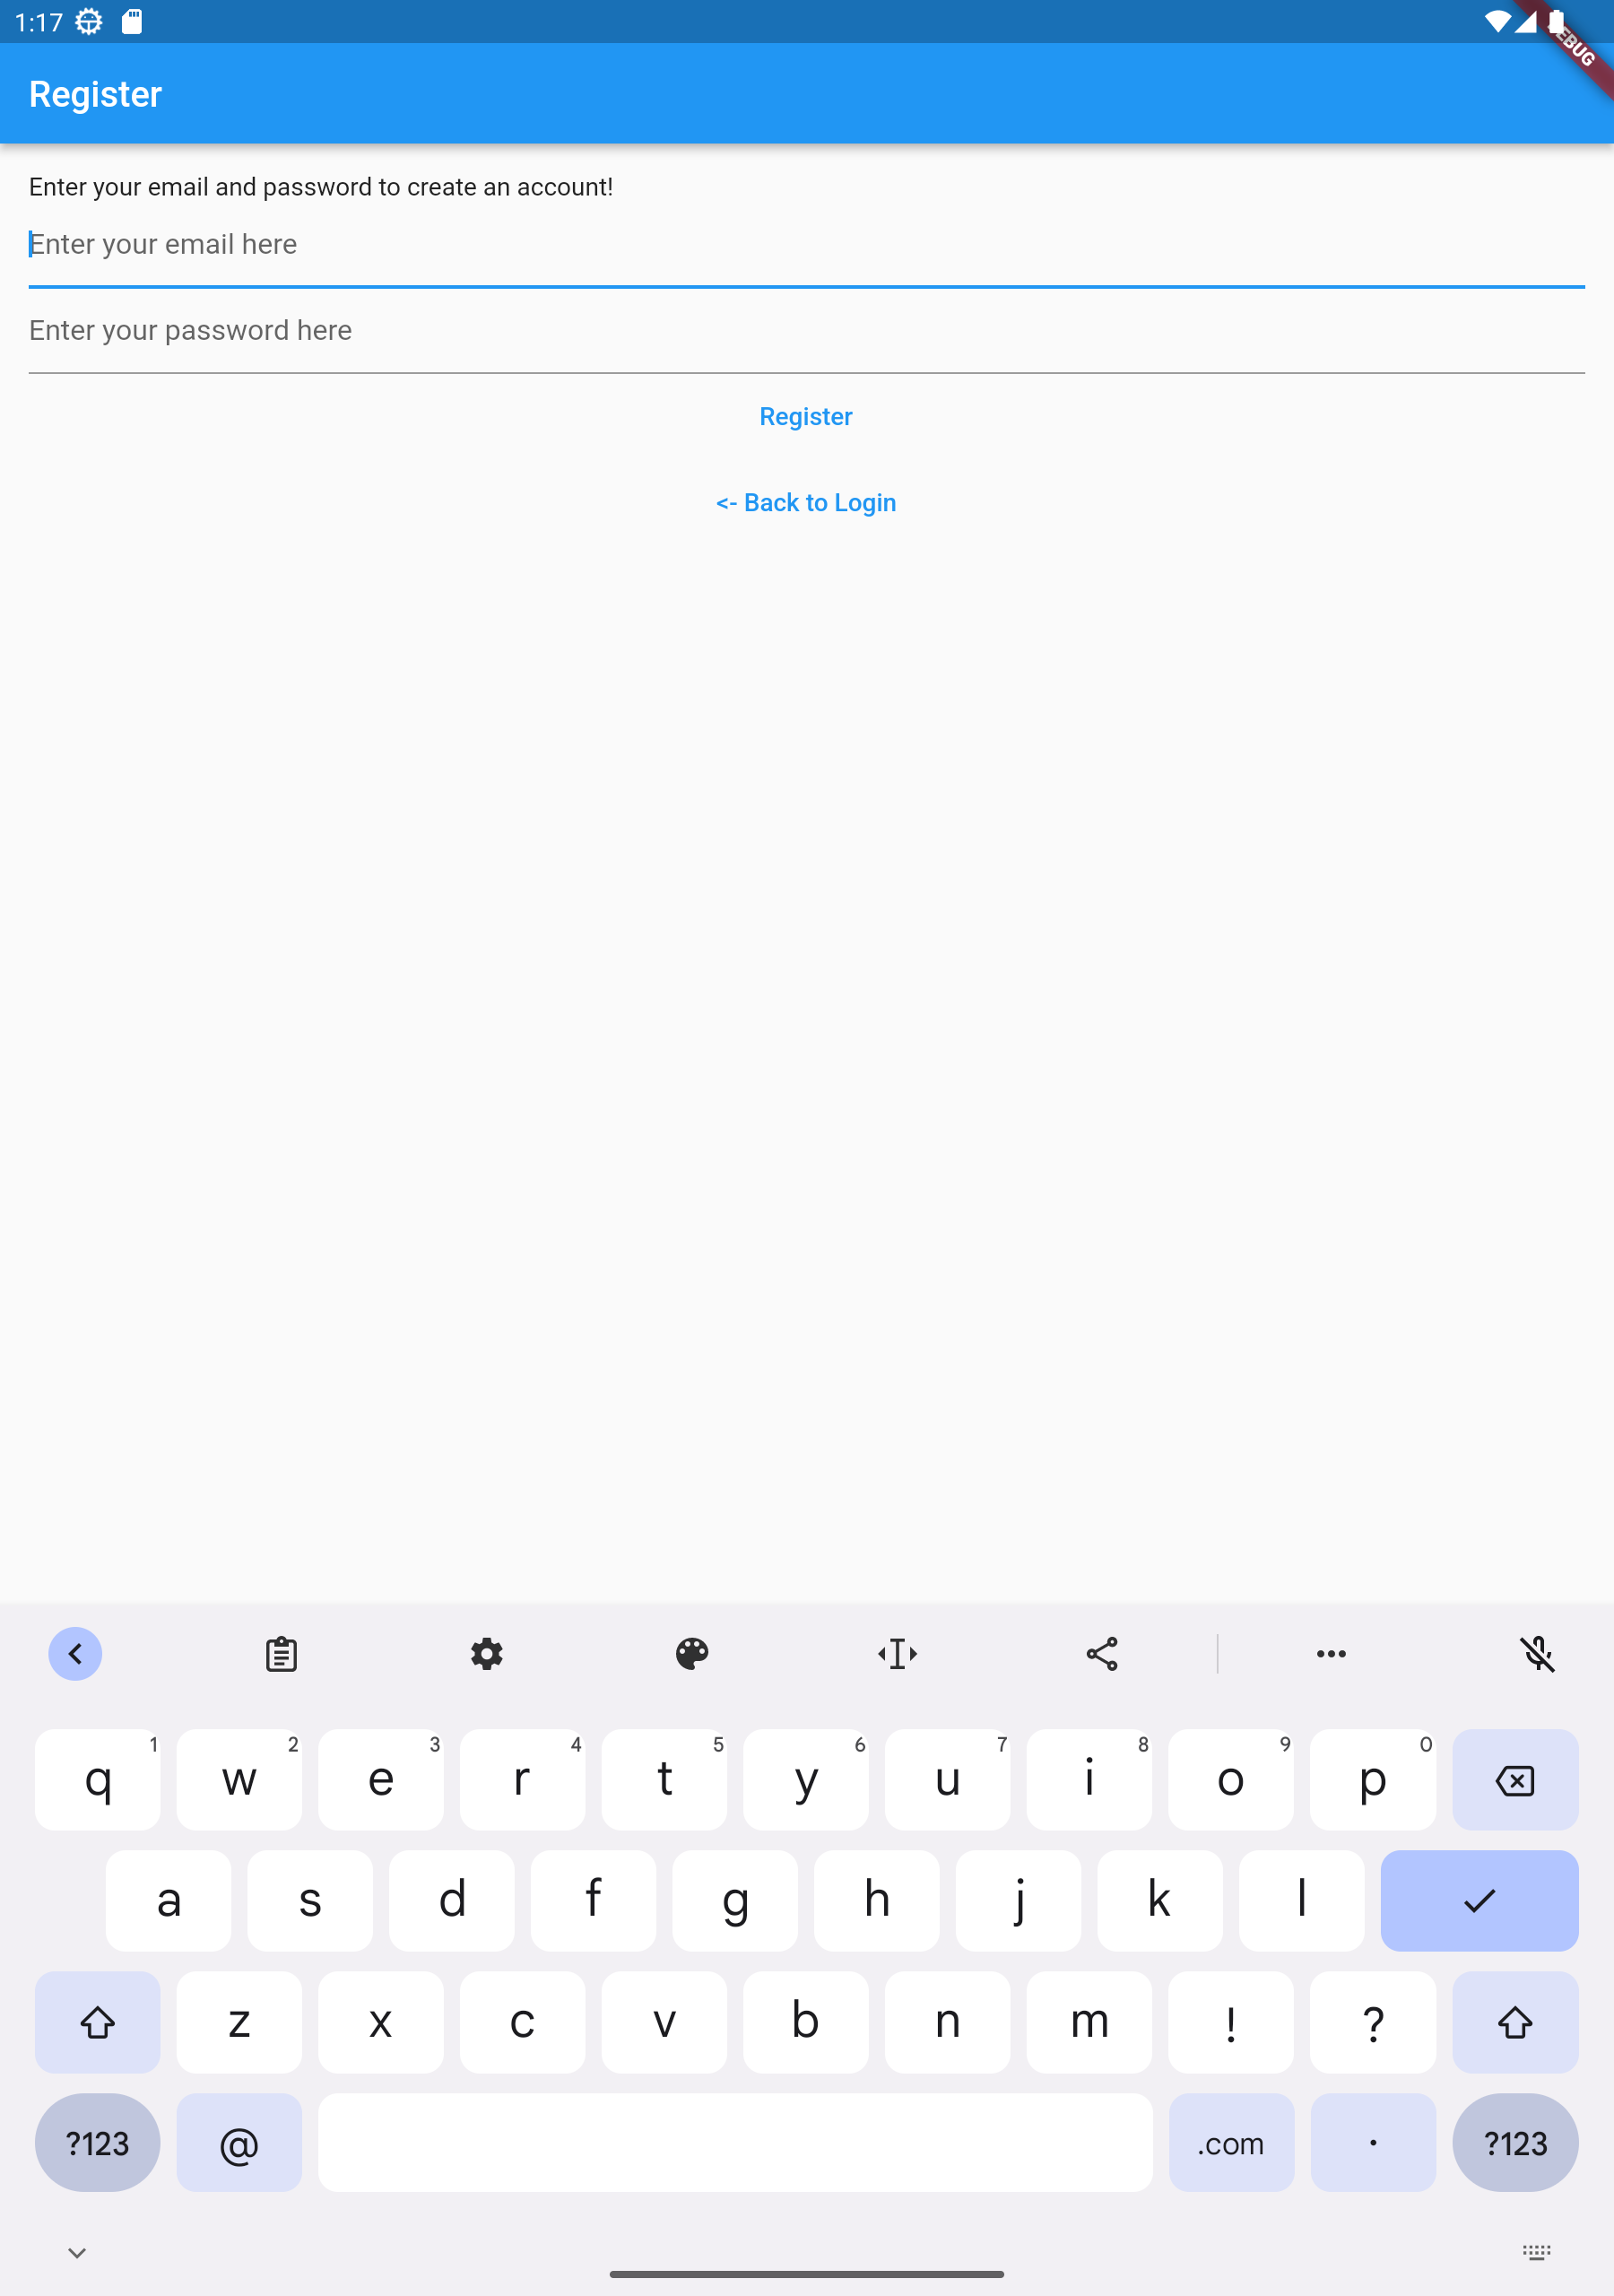 1:17
DEBUG
Register
Enter your email and password to create an account!
Enter your email here
Enter your password here
Register
<- Back to Login
q 1 w 2 e 3 r 4 t 5 y 6 u 7 i 8 o 9 p 0
a s d f g h j k l
z x c v b n m ! ?
?123 @ .com . ?123